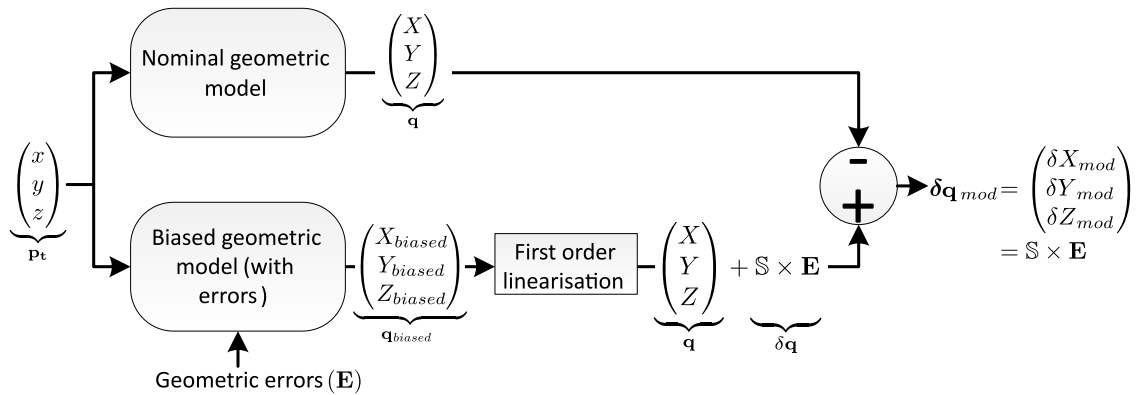 Nominal geometric
model
X
Y
Z
q
x
y
z
p_t
Biased geometric
model (with
errors)
X_biased
Y_biased
Z_biased
q_biased
First order
linearisation
X
Y
Z
q
+ 𝕊 × E
δq
Geometric errors (E)
-
+
δq_mod = (δX_mod
δY_mod
δZ_mod)
= 𝕊 × E